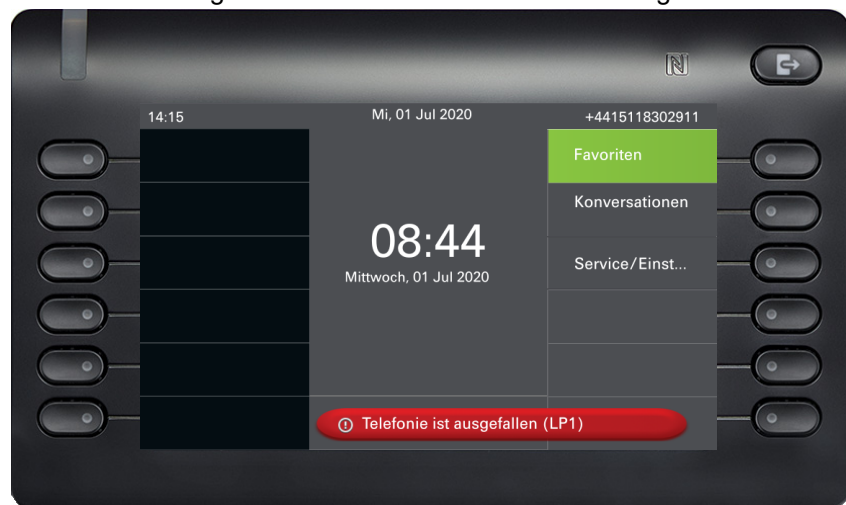 14:15 Mi, 01 Jul 2020 +4415118302911
Favoriten
Konversationen
08:44
Mittwoch, 01 Jul 2020
Service/Einst...
Telefonie ist ausgefallen (LP1)